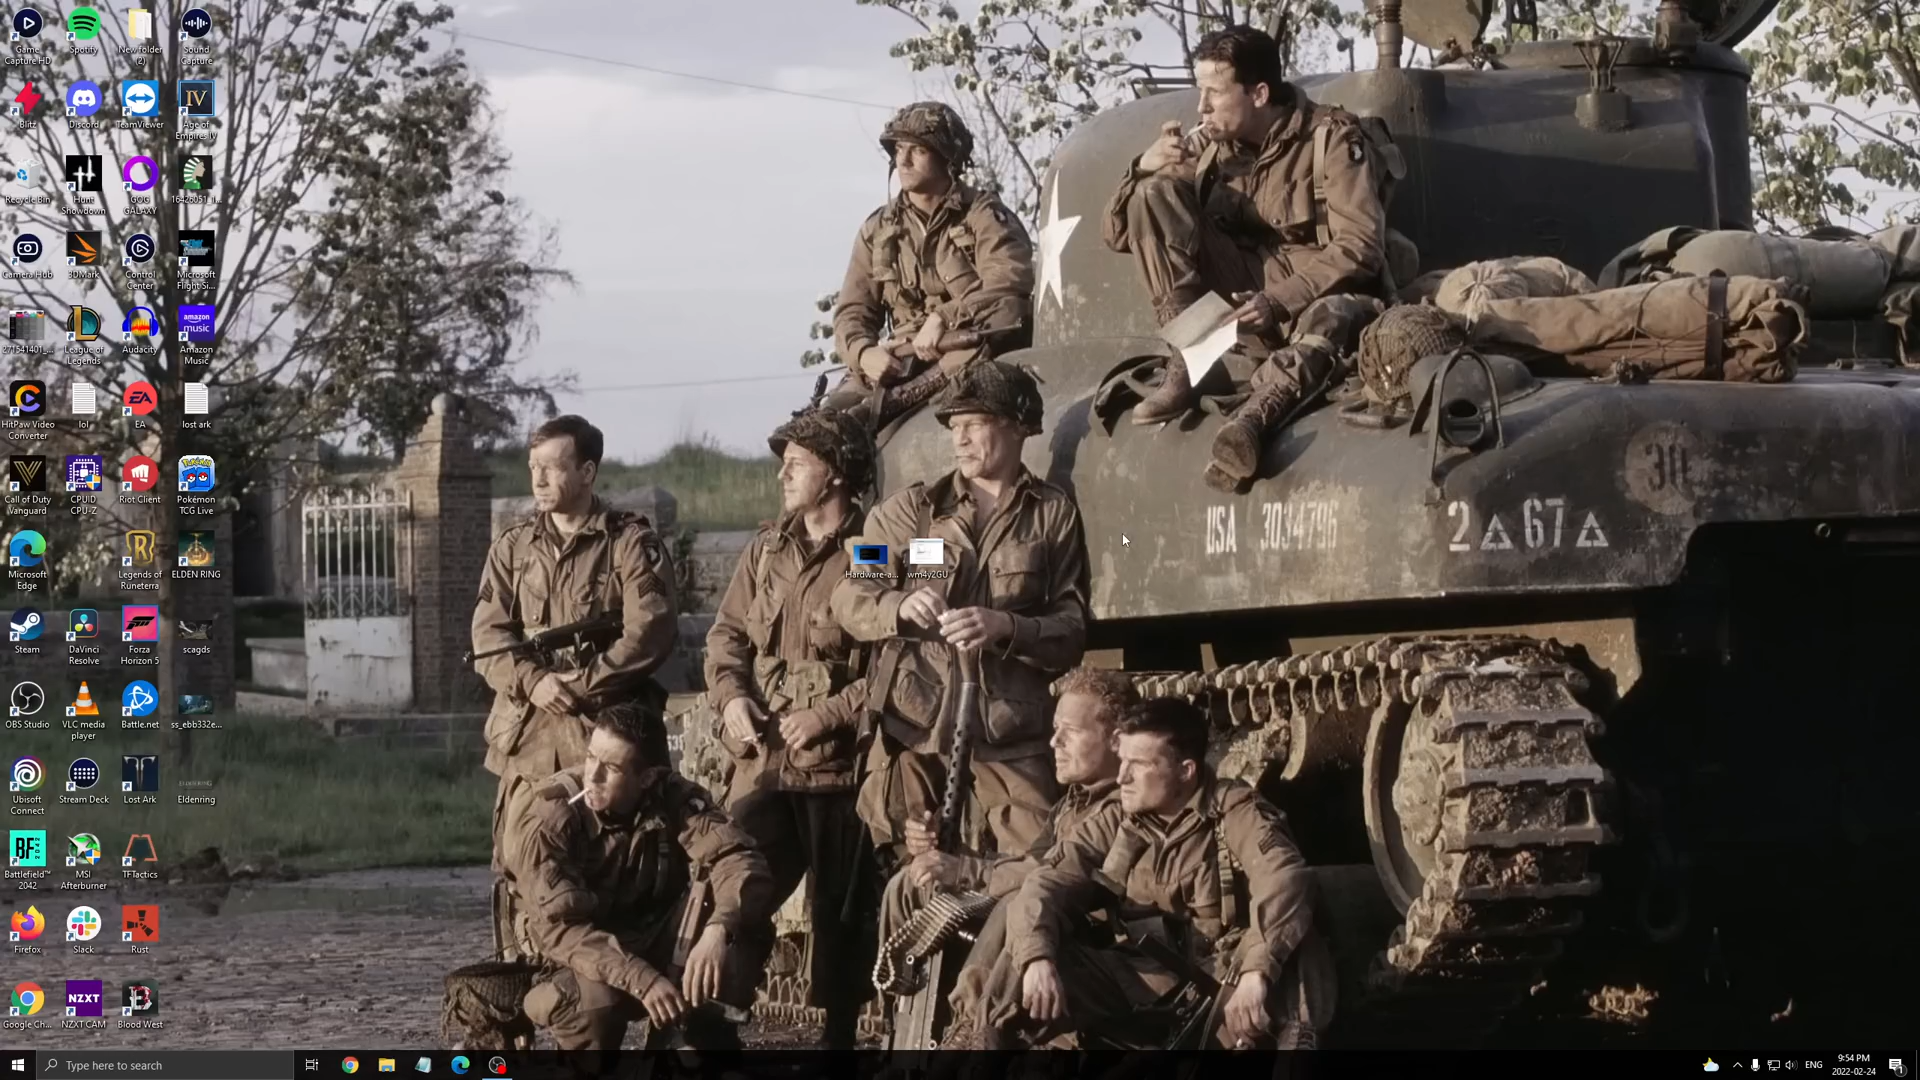 Game
Capture HD
Spotify
New folder
(2)
Sound
Capture
Blitz
Discord
TeamViewer
IV
Age of
Empires IV
Recycle Bin
Hunt
Showdown
GOG
GALAXY
16426051_1...
Camera Hub
3DMark
Control
Center
Microsoft
Flight Si...
271541401_...
League of
Legends
Audacity
amazon
music
Amazon
Music
HitPaw Video
Converter
lol
EA
EA
lost ark
Call of Duty
Vanguard
CPUID
CPU-Z
Riot Client
Pokémon
TCG Live
Microsoft
Edge
Legends of
Runeterra
ELDEN RING
Steam
DaVinci
Resolve
Forza
Horizon 5
scagds
OBS Studio
VLC media
player
Battle.net
ss_ebb332e...
Ubisoft
Connect
Stream Deck
Lost Ark
Eldenring
BF
Battlefield™
2042
MSI
Afterburner
TFTactics
Firefox
Slack
Rust
Google Ch...
NZXT
NZXT CAM
Blood West
Hardware-a...
wm4y2GU
30
USA 3034796
2 67
Type here to search
ENG
9:54 PM
2022-02-24